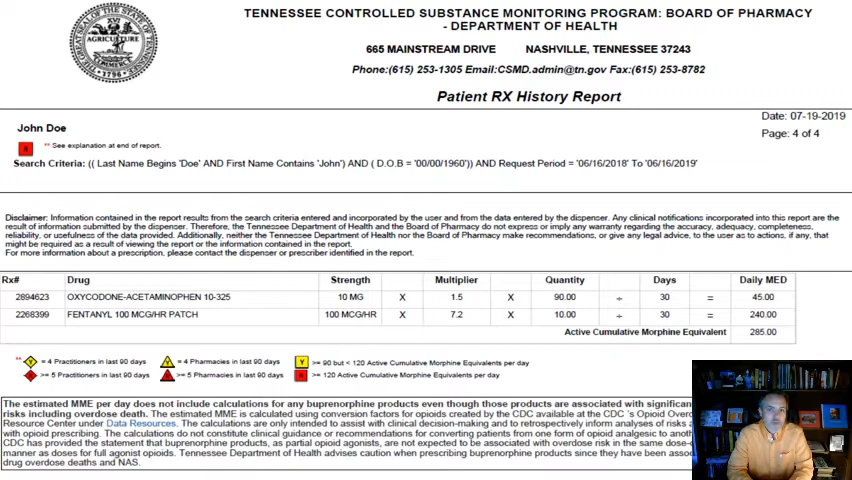 TENNESSEE CONTROLLED SUBSTANCE MONITORING PROGRAM: BOARD OF PHARMACY
- DEPARTMENT OF HEALTH
AGRICULTURE
1796
665 MAINSTREAM DRIVE NASHVILLE, TENNESSEE 37243
Phone:(615) 253-1305 Email:CSMD.admin@tn.gov Fax:(615) 253-8782
Patient RX History Report
Date: 07-19-2019
John Doe
Page: 4 of 4
R ** See explanation at end of report.
Search Criteria: (( Last Name Begins 'Doe' AND First Name Contains 'John') AND ( D.O.B = '00/00/1960')) AND Request Period = '06/16/2018' To '06/16/2019'
Disclaimer: Information contained in the report results from the search criteria entered and incorporated by the user and from the data entered by the dispenser. Any clinical notifications incorporated into this report are the
result of information submitted by the dispenser. Therefore, the Tennessee Department of Health and the Board of Pharmacy do not express or imply any warranty regarding the accuracy, adequacy, completeness,
reliability, or usefulness of the data provided. Additionally, neither the Tennessee Department of Health nor the Board of Pharmacy make recommendations, or give any legal advice, to the user as to actions, if any, that
might be required as a result of viewing the report or the information contained in the report.
For more information about a prescription, please contact the dispenser or prescriber identified in the report.
Rx# Drug Strength Multiplier Quantity Days Daily MED
2894623 OXYCODONE-ACETAMINOPHEN 10-325 10 MG X 1.5 X 90.00 ÷ 30 = 45.00
2268399 FENTANYL 100 MCG/HR PATCH 100 MCG/HR X 7.2 X 10.00 ÷ 30 = 240.00
Active Cumulative Morphine Equivalent 285.00
** Y = 4 Practitioners in last 90 days Y = 4 Pharmacies in last 90 days Y >= 90 but < 120 Active Cumulative Morphine Equivalents per day
R >= 5 Practitioners in last 90 days R >= 5 Pharmacies in last 90 days R >= 120 Active Cumulative Morphine Equivalents per day
The estimated MME per day does not include calculations for any buprenorphine products even though those products are associated with
risks including overdose death. The estimated MME is calculated using conversion factors for opioids created by the CDC available at the CDC 's Opioid
Resource Center under Data Resources. The calculations are only intended to assist with clinical decision-making and to retrospectively inform analyses of risks
with opioid prescribing. The calculations do not constitute clinical guidance or recommendations for converting patients from one form of opioid analgesic to
CDC has provided the statement that buprenorphine products, as partial opioid agonists, are not expected to be associated with overdose risk in the same
manner as doses for full agonist opioids. Tennessee Department of Health advises caution when prescribing buprenorphine products since they have been
drug overdose deaths and NAS.